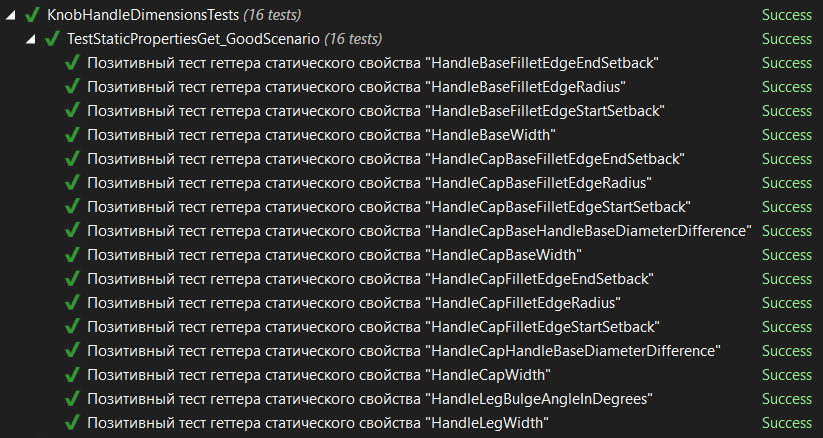 KnobHandleDimensionsTests (16 tests) Success
TestStaticPropertiesGet_GoodScenario (16 tests) Success
Позитивный тест геттера статического свойства "HandleBaseFilletEdgeEndSetback" Success
Позитивный тест геттера статического свойства "HandleBaseFilletEdgeRadius" Success
Позитивный тест геттера статического свойства "HandleBaseFilletEdgeStartSetback" Success
Позитивный тест геттера статического свойства "HandleBaseWidth" Success
Позитивный тест геттера статического свойства "HandleCapBaseFilletEdgeEndSetback" Success
Позитивный тест геттера статического свойства "HandleCapBaseFilletEdgeRadius" Success
Позитивный тест геттера статического свойства "HandleCapBaseFilletEdgeStartSetback" Success
Позитивный тест геттера статического свойства "HandleCapBaseHandleBaseDiameterDifference" Success
Позитивный тест геттера статического свойства "HandleCapBaseWidth" Success
Позитивный тест геттера статического свойства "HandleCapFilletEdgeEndSetback" Success
Позитивный тест геттера статического свойства "HandleCapFilletEdgeRadius" Success
Позитивный тест геттера статического свойства "HandleCapFilletEdgeStartSetback" Success
Позитивный тест геттера статического свойства "HandleCapHandleBaseDiameterDifference" Success
Позитивный тест геттера статического свойства "HandleCapWidth" Success
Позитивный тест геттера статического свойства "HandleLegBulgeAngleInDegrees" Success
Позитивный тест геттера статического свойства "HandleLegWidth" Success